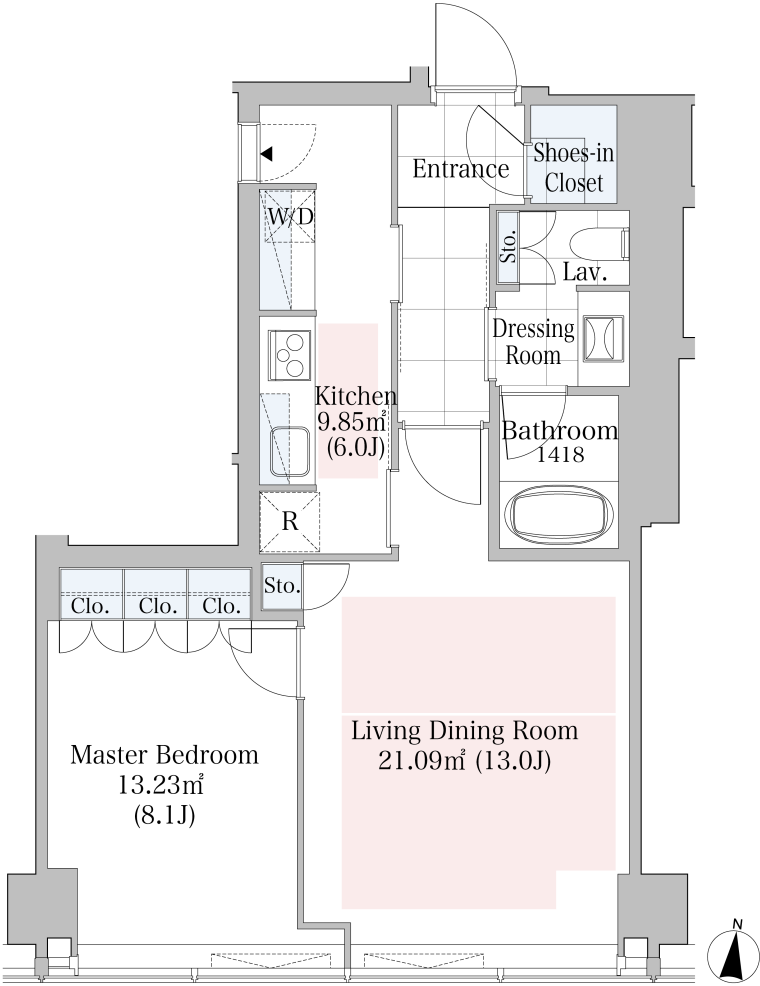 Entrance
Shoes-in
Closet
W/D
Sto.
Lav.
Dressing
Room
Kitchen
9.85㎡
(6.0J)
Bathroom
1418
R
Sto.
Clo.
Clo.
Clo.
Living Dining Room
21.09㎡ (13.0J)
Master Bedroom
13.23㎡
(8.1J)
N